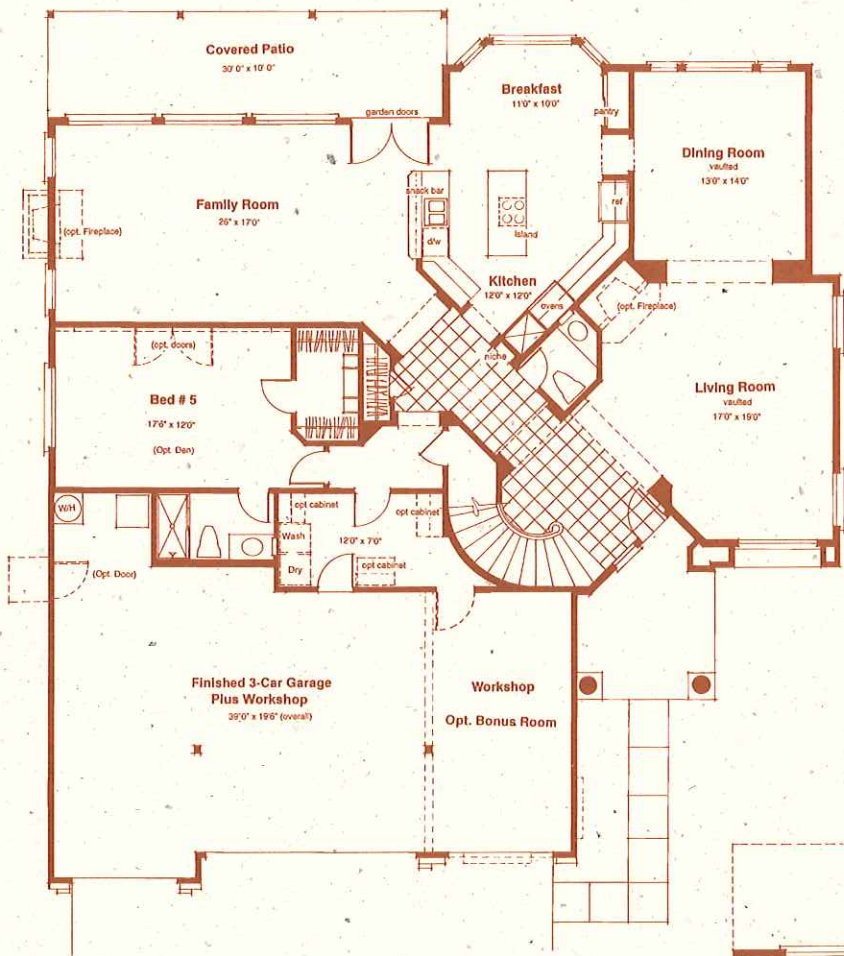 Covered Patio
30' 0" x 10' 0"
garden doors
Breakfast
11'0" x 10'0"
pantry
Dining Room
vaulted
13'0" x 14'0"
Family Room
26" x 17'0"
(opt. Fireplace)
snack bar
d/w
Island
ref
Kitchen
12'0" x 12'0"
ovens
(opt. Fireplace)
niche
Living Room
vaulted
17'0" x 19'0"
(opt. doors)
Bed # 5
17'6" x 12'0"
(Opt. Den)
W/H
opt cabinet
opt cabinet
Wash
12'0" x 7'0"
Dry
opt cabinet
(Opt. Door)
Finished 3-Car Garage
Plus Workshop
39'0" x 19'6" (overall)
Workshop
Opt. Bonus Room